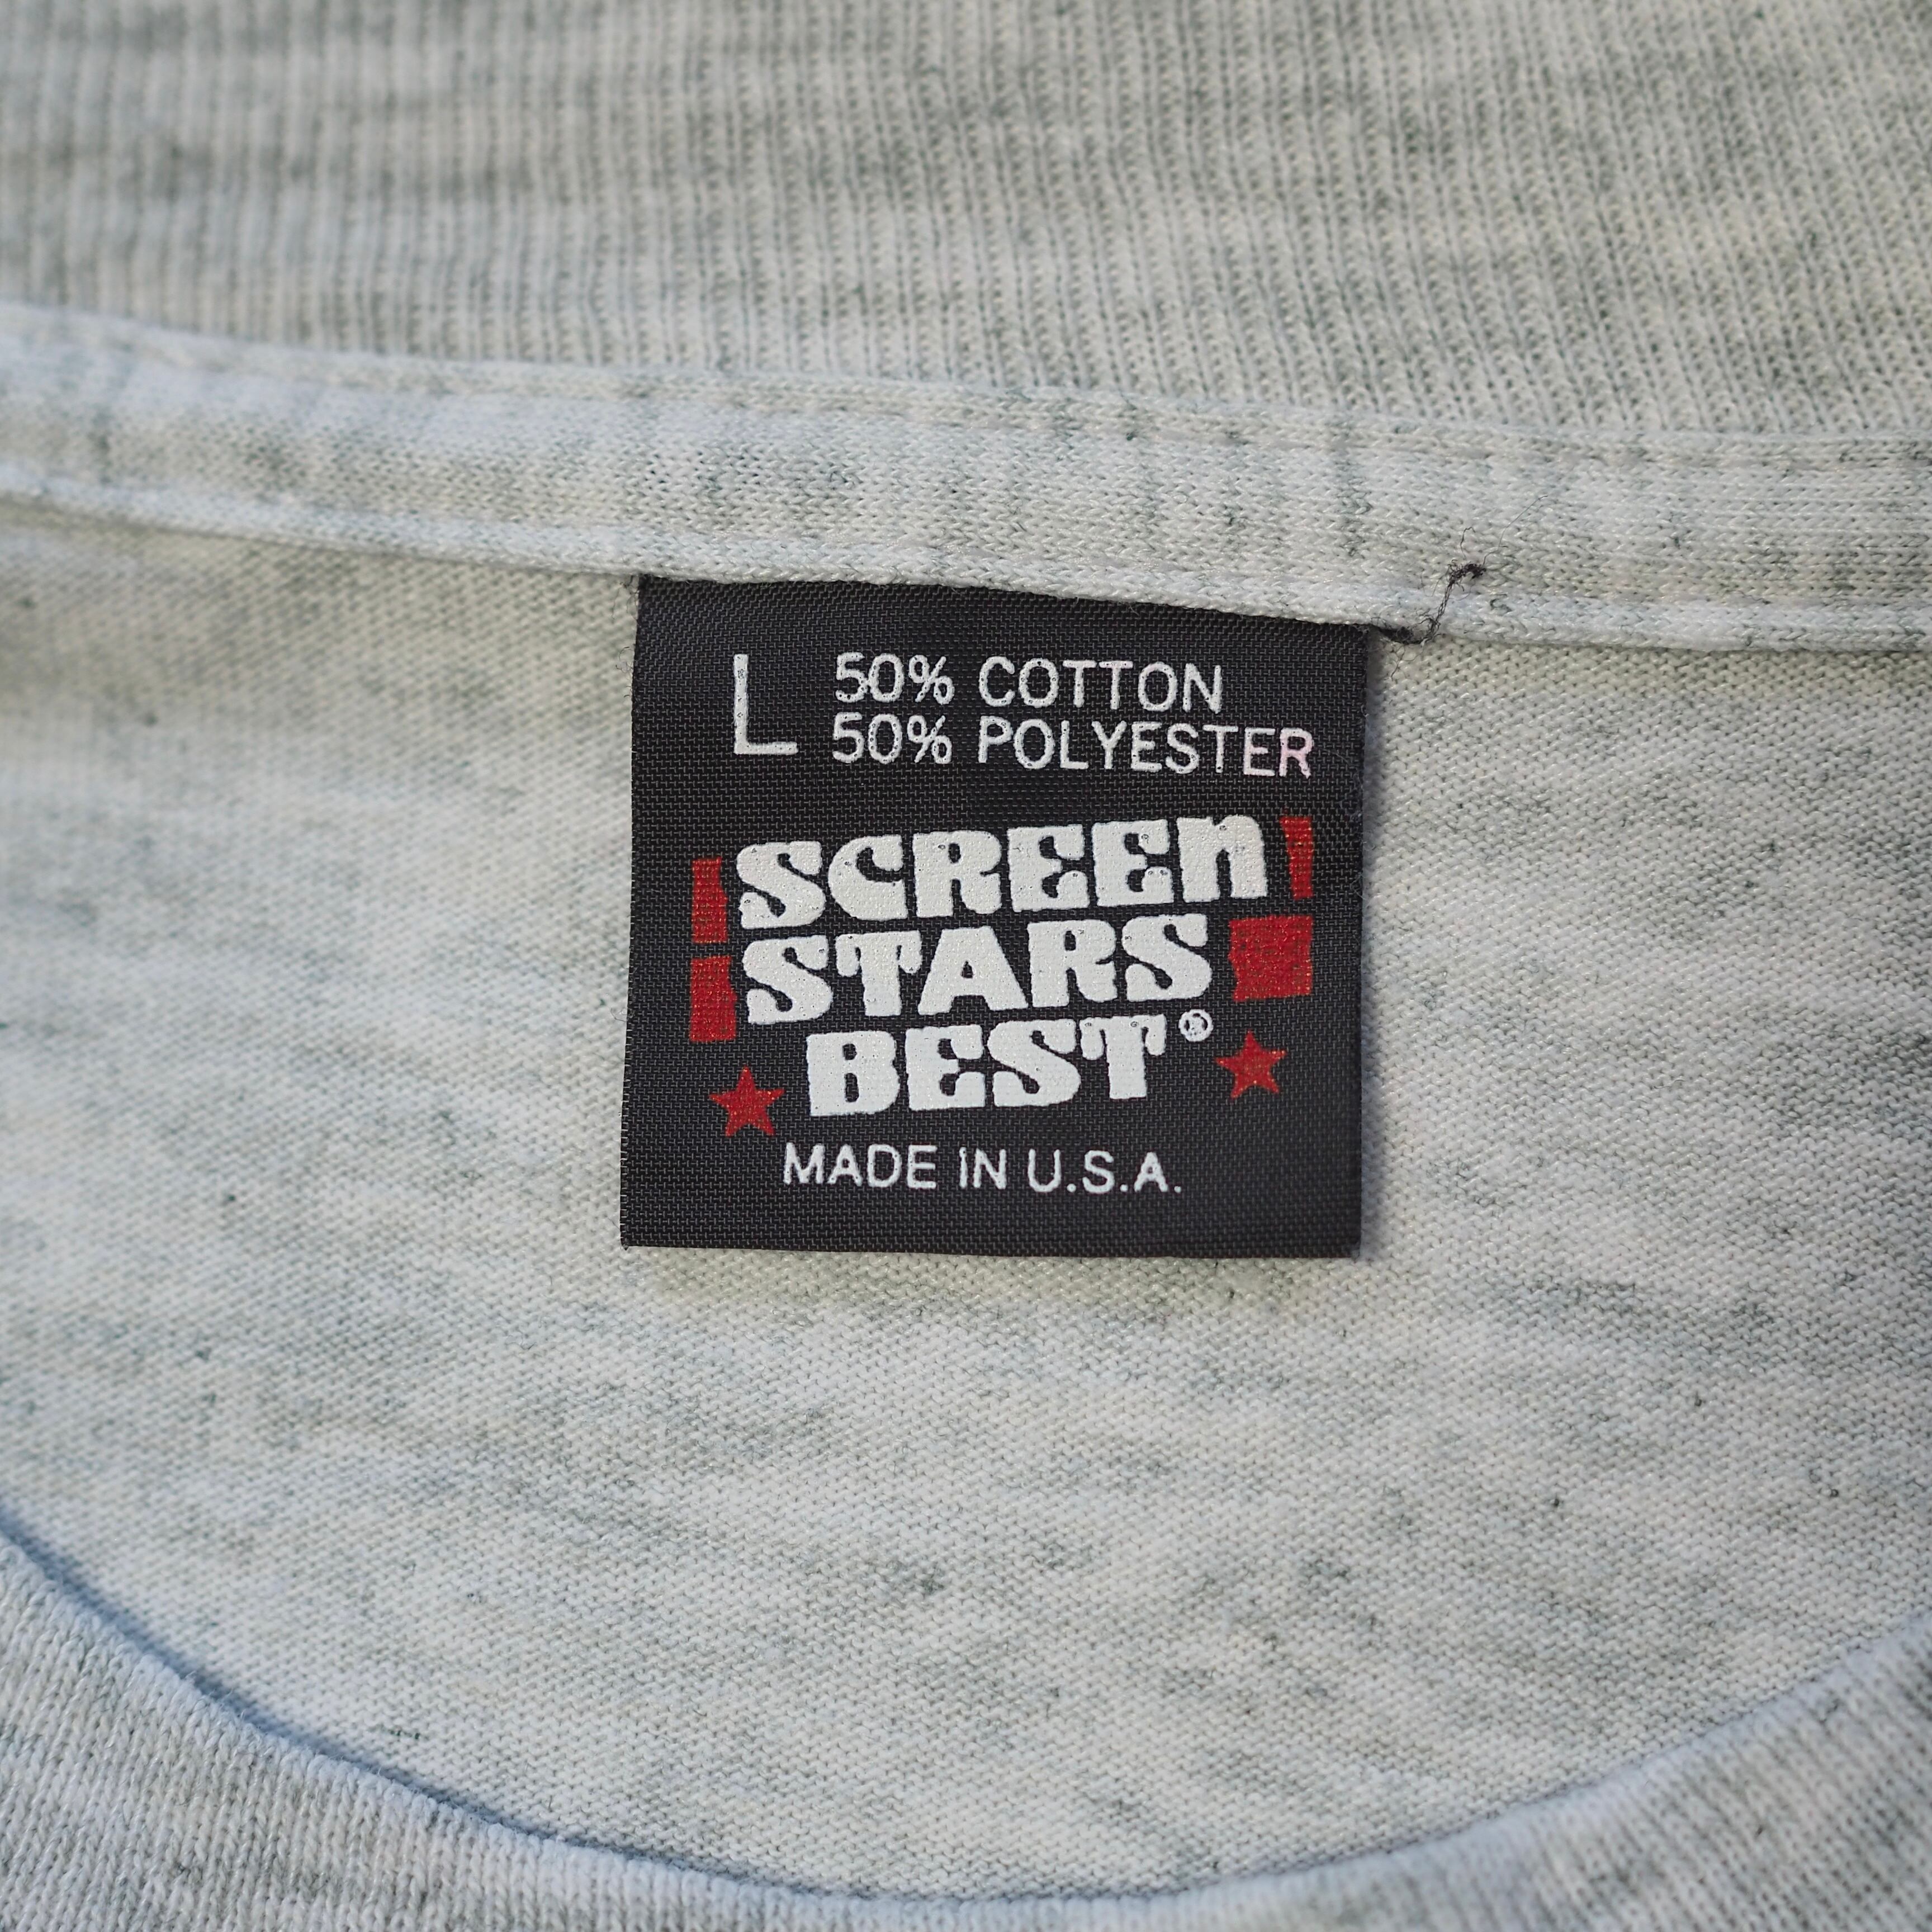 L 50% COTTON
50% POLYESTER
SCREEn
STARS
BEST®
MADE IN U.S.A.